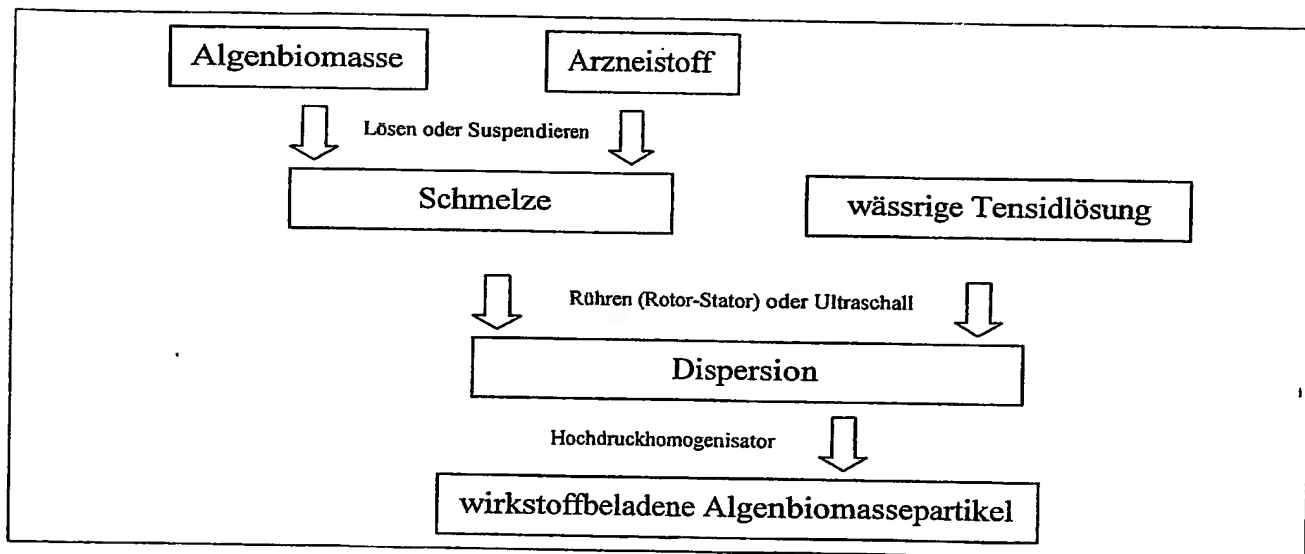 Algenbiomasse
Arzneistoff
Lösen oder Suspendieren
Schmelze
wässrige Tensidlösung
Rühren (Rotor-Stator) oder Ultraschall
Dispersion
Hochdruckhomogenisator
wirkstoffbeladene Algenbiomassepartikel